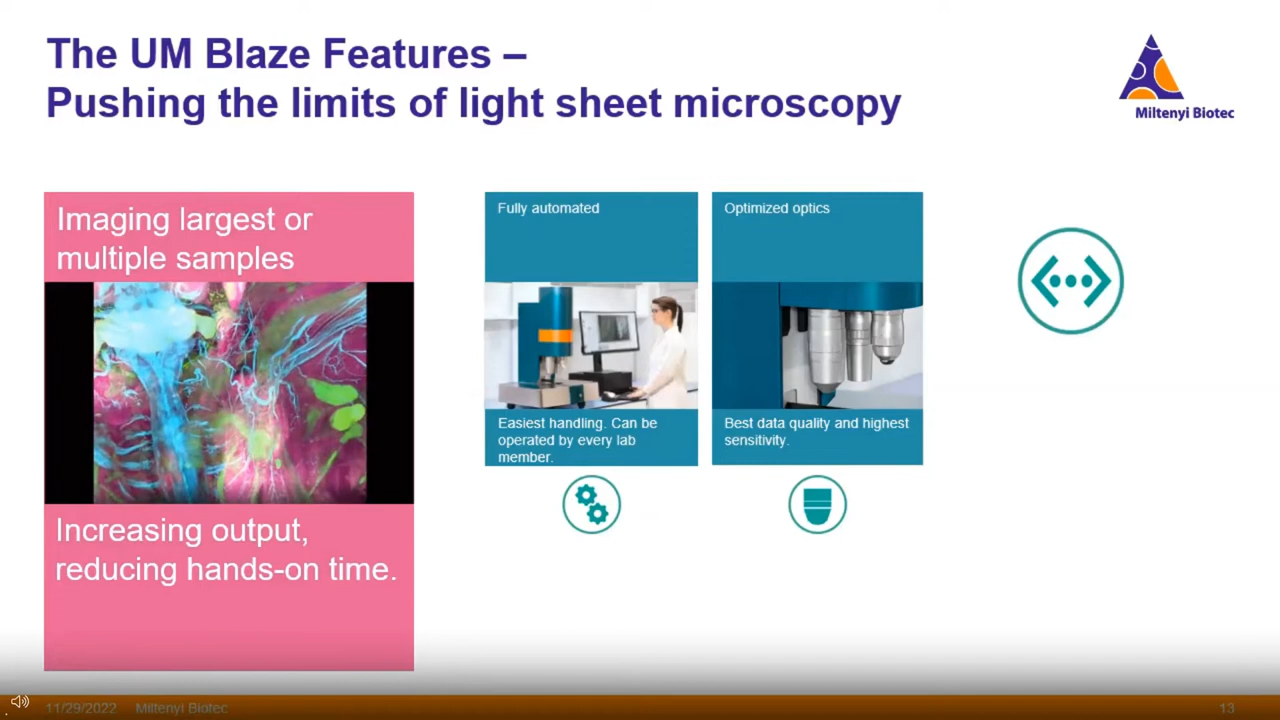 The UM Blaze Features –
Pushing the limits of light sheet microscopy
Miltenyi Biotec
Imaging largest or
multiple samples
Increasing output,
reducing hands-on time.
Fully automated
Easiest handling. Can be
operated by every lab
member.
Optimized optics
Best data quality and highest
sensitivity.
11/29/2022 Miltenyi Biotec 13